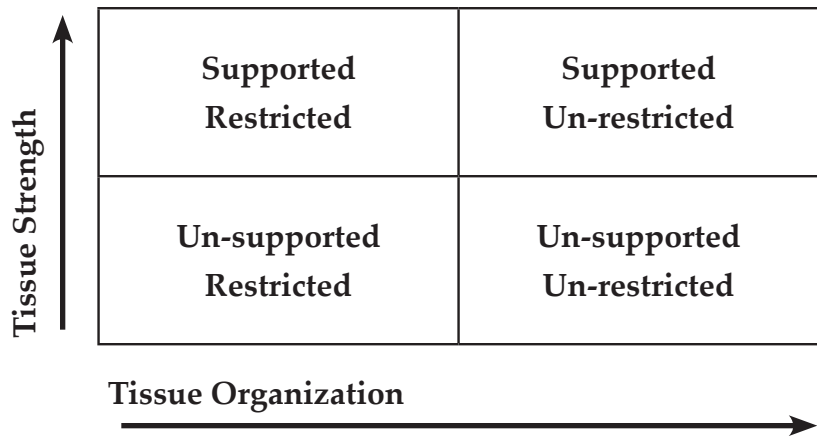 Tissue Strength
Supported
Restricted
Supported
Un-restricted
Un-supported
Restricted
Un-supported
Un-restricted
Tissue Organization